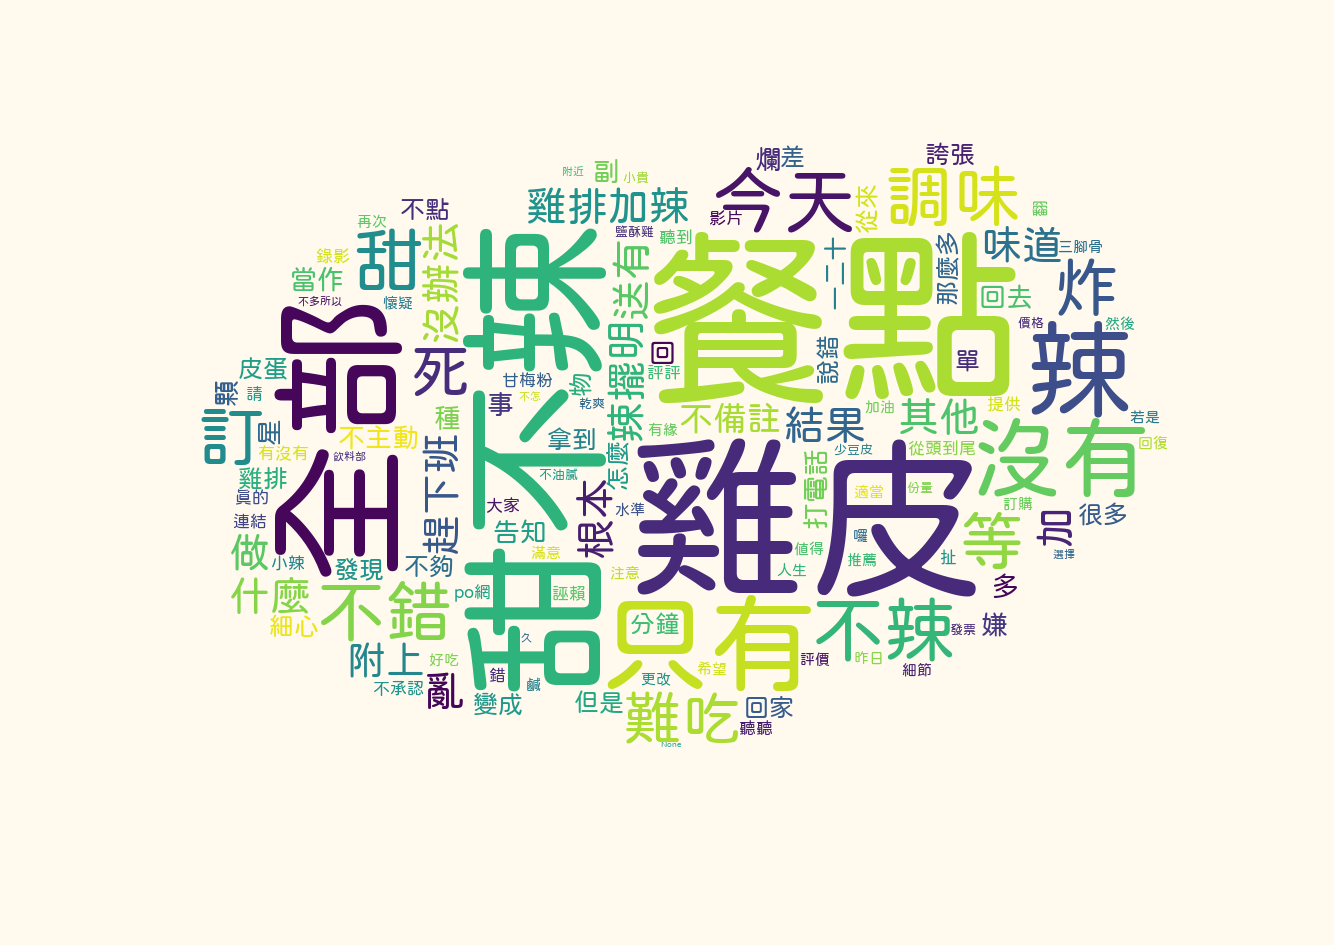 附近
副
小貴
爛
差
誇張
雞排加辣
今天
影片
從來
調味
不點
再次
鹽酥雞
聽到
一二十
那麼多
味道
三腳骨
錄影
甜
沒辦法
辣
送有
餐點
回去
炸
當作
不多所以
懷疑
全部
死
擺明
回
評評
說錯
單
價格
然後
辣
皮蛋
顆
請
甘梅粉
物
不怎
乾爽
加油
其他
提供
若是
訂
星
有沒有
不主動
種
事
不
拿到
辣
怎麼
有緣
不備註
結果
少豆皮
從頭到尾
沒有
回復
飲料部
雞排
真的
趕下班
不油膩
雞皮
打電話
適當
份量
訂購
很多
連結
大家
根本
水準
告知
囉
等
加
做
小辣
發現
不夠
滿意
注意
值得
人生
推薦
扯
選擇
什麼
細心
不錯
po網
甜
誣賴
只有
分鐘
不辣
多
發票
嫌
久
附上
好吃
不承認
亂
錯
鹹
變成
但是
更改
希望
評價
昨日
細節
難吃
回家
聽聽
None